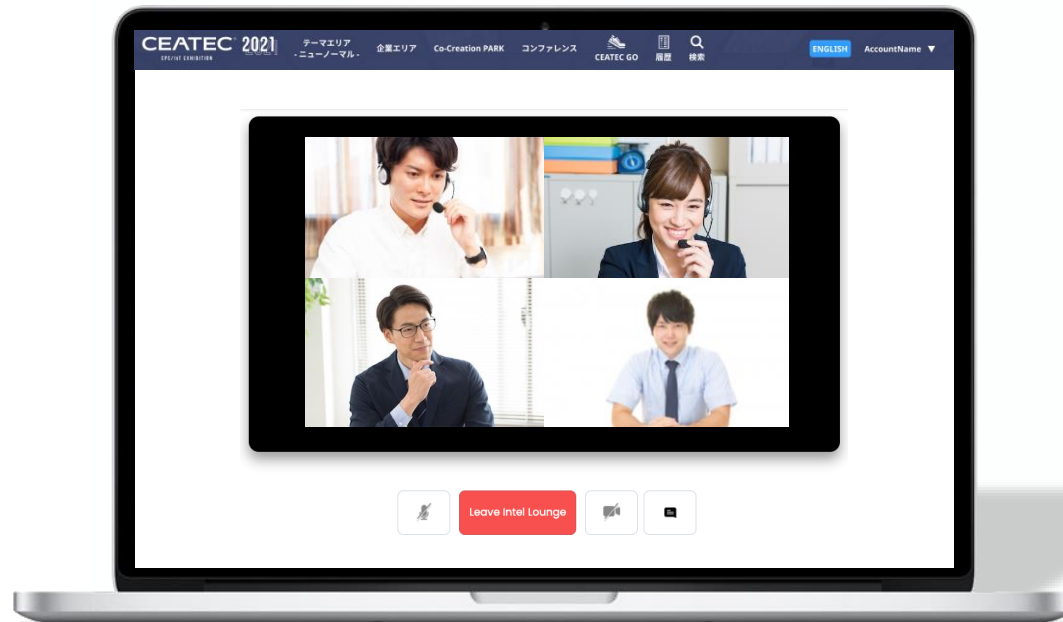 CEATEC 2021
CPS/IoT EXHIBITION
テーマエリア
- ニューノーマル -
企業エリア
Co-Creation PARK
コンファレンス
CEATEC GO
履歴
検索
ENGLISH
AccountName ▼
Leave Intel Lounge